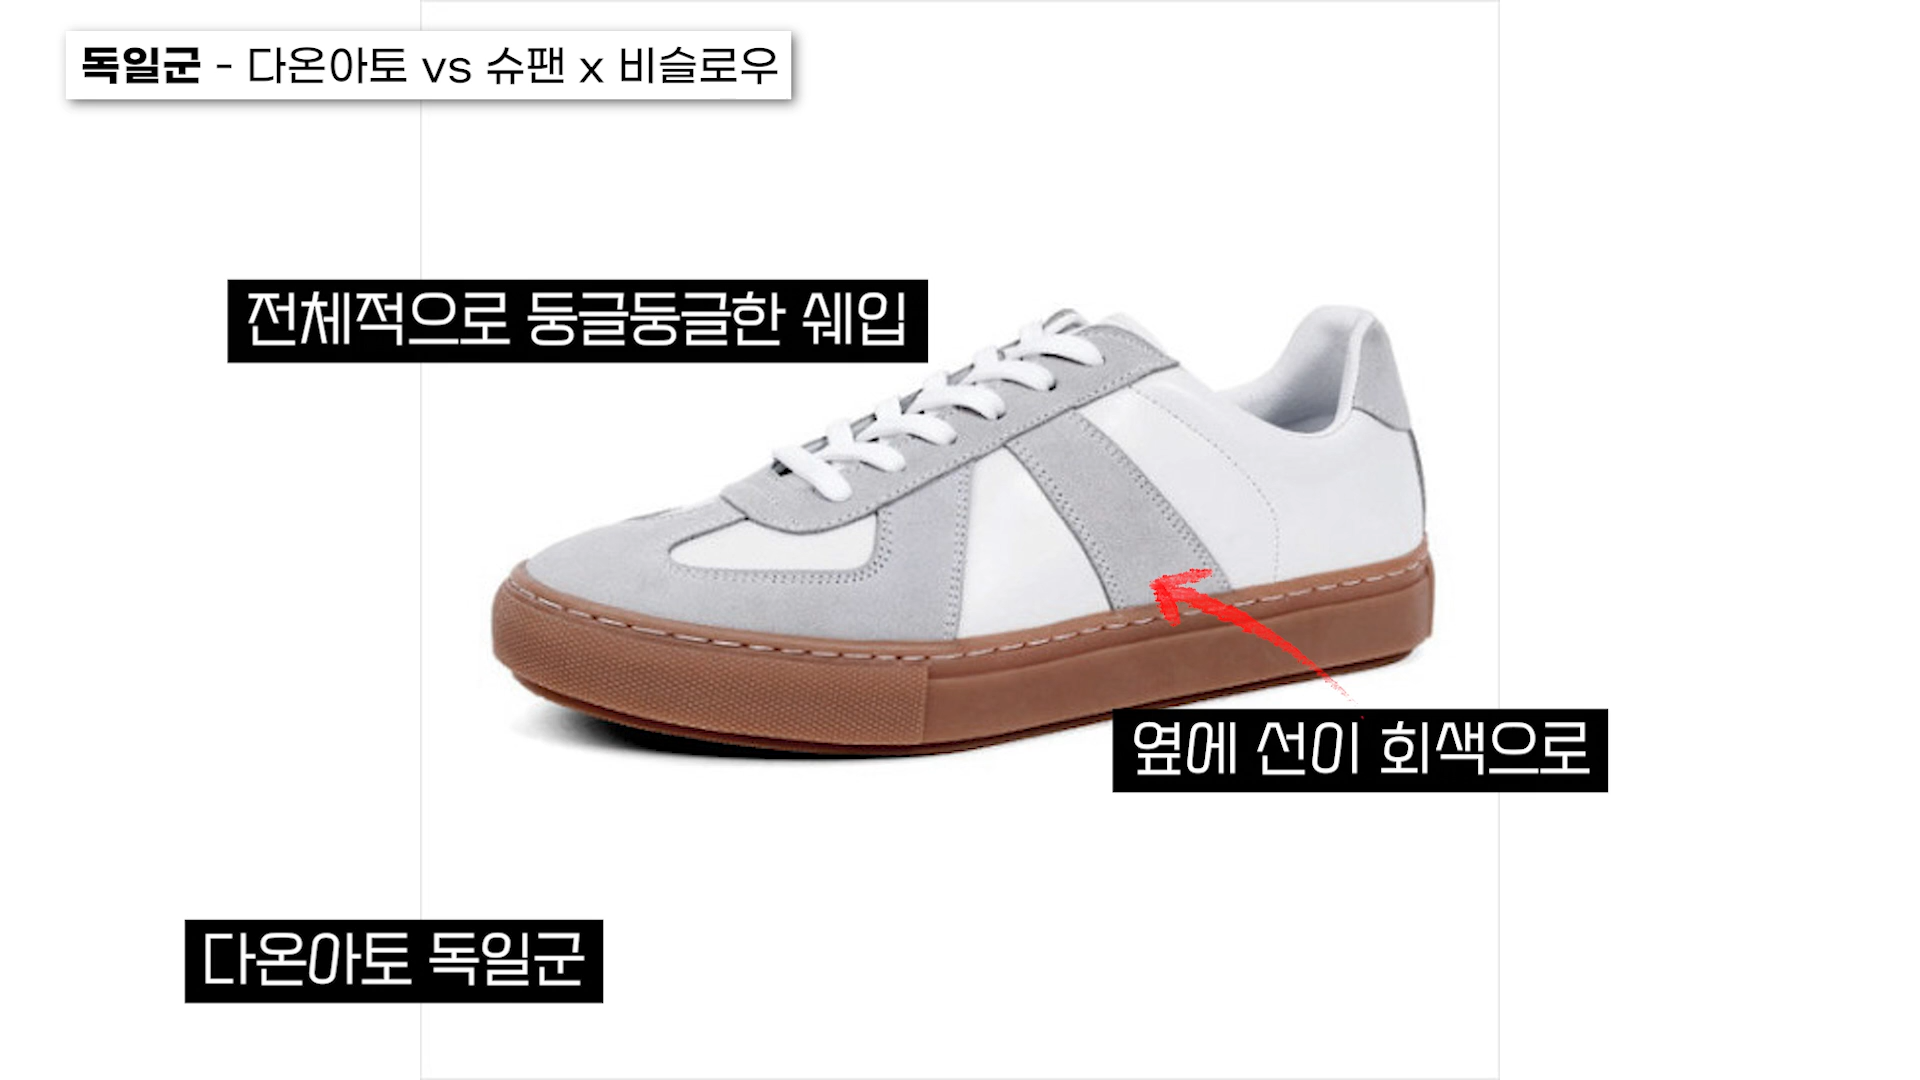 독일군 - 다온아토 vs 슈팬 x 비슬로우
전체적으로 둥글둥글한 쉐입
옆에 선이 회색으로
다온아토 독일군